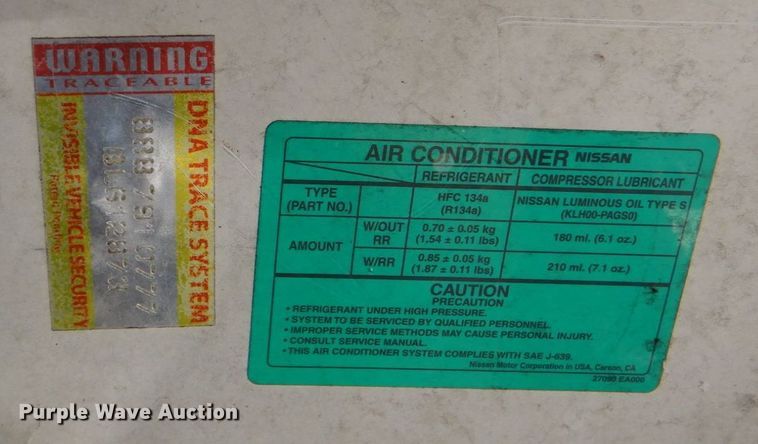 WARNING
TRACEABLE
DNA TRACE SYSTEM
888 791 0777
INVISIBLE VEHICLE SECURITY
AIR CONDITIONER NISSAN
REFRIGERANT COMPRESSOR LUBRICANT
TYPE (PART NO.)
HFC 134a (R134a)
NISSAN LUMINOUS OIL TYPE S (KLH00-PAGS0)
AMOUNT
W/OUT RR
0.70 ± 0.05 kg (1.54 ± 0.11 lbs)
180 ml. (6.1 oz.)
W/RR
0.85 ± 0.05 kg (1.87 ± 0.11 lbs)
210 ml. (7.1 oz.)
CAUTION
PRECAUTION
• REFRIGERANT UNDER HIGH PRESSURE.
• SYSTEM TO BE SERVICED BY QUALIFIED PERSONNEL.
• IMPROPER SERVICE METHODS MAY CAUSE PERSONAL INJURY.
• CONSULT SERVICE MANUAL.
• THIS AIR CONDITIONER SYSTEM COMPLIES WITH SAE J-639.
Nissan Motor Corporation in USA, Carson, CA
27090 EA000
Purple Wave Auction